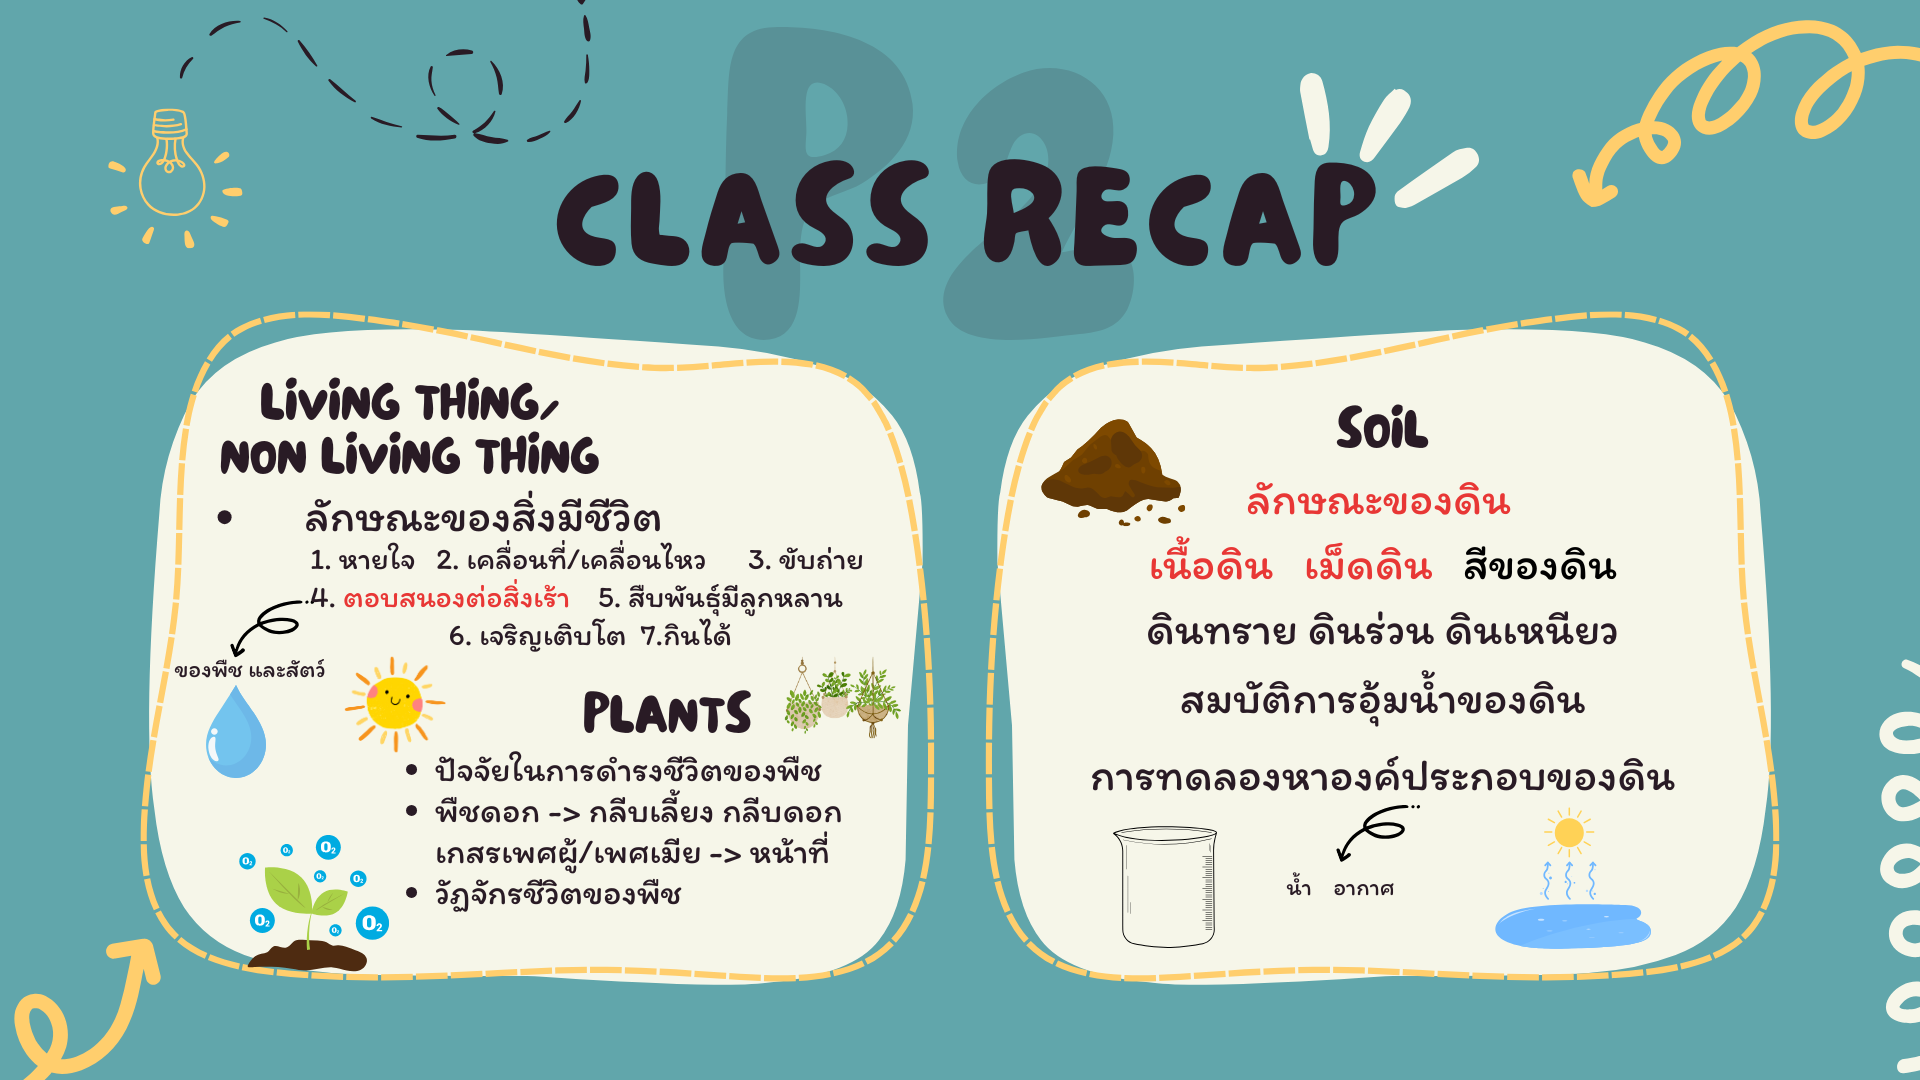 P2
CLASS RECAP
LIVING THING/
NON LIVING THING
• ลักษณะของสิ่งมีชีวิต
1. หายใจ 2. เคลื่อนที่/เคลื่อนไหว 3. ขับถ่าย
4. ตอบสนองต่อสิ่งเร้า 5. สืบพันธุ์มีลูกหลาน
6. เจริญเติบโต 7.กินได้
ของพืช และสัตว์
PLANTS
• ปัจจัยในการดำรงชีวิตของพืช
• พืชดอก -> กลีบเลี้ยง กลีบดอก
เกสรเพศผู้/เพศเมีย -> หน้าที่
• วัฏจักรชีวิตของพืช
O₂ O₂ O₂
O₂ O₂
O₂ O₂ O₂
SOIL
ลักษณะของดิน
เนื้อดิน เม็ดดิน สีของดิน
ดินทราย ดินร่วน ดินเหนียว
สมบัติการอุ้มน้ำของดิน
การทดลองหาองค์ประกอบของดิน
น้ำ อากาศ